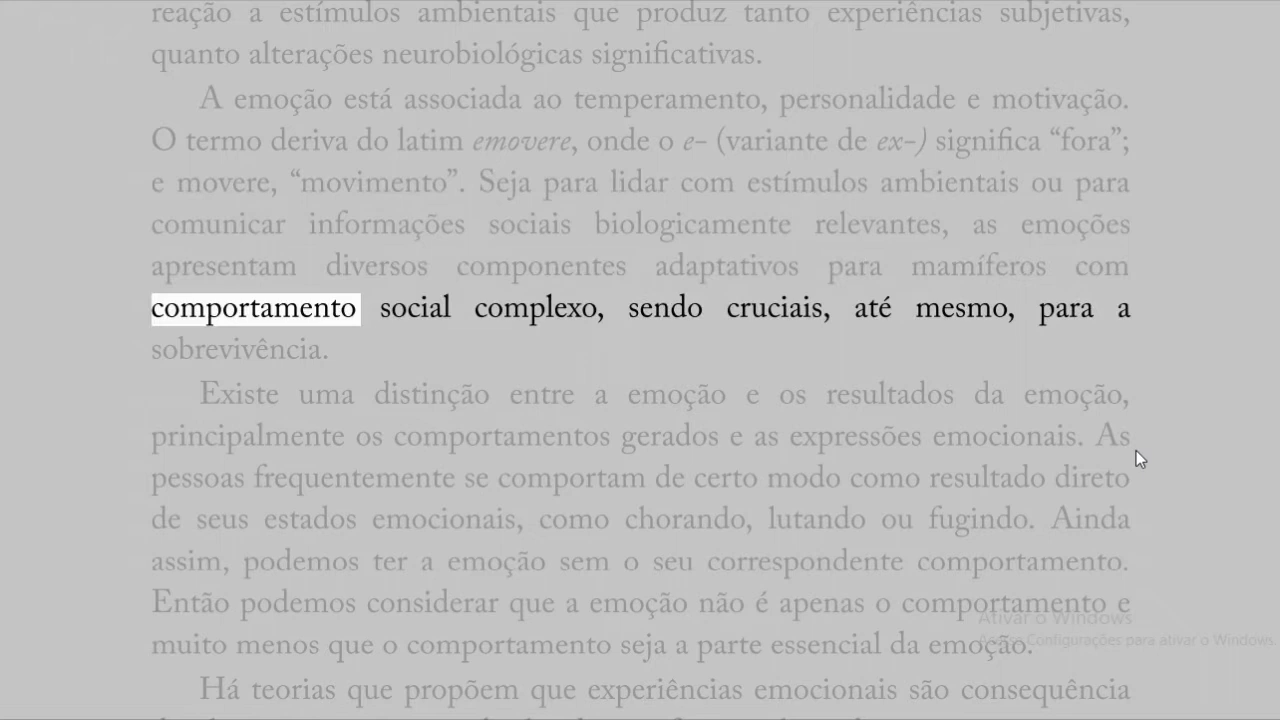 reação a estímulos ambientais que produz tanto experiências subjetivas,
quanto alterações neurobiológicas significativas.
A emoção está associada ao temperamento, personalidade e motivação.
O termo deriva do latim emovere, onde o e- (variante de ex-) significa “fora”;
e movere, “movimento”. Seja para lidar com estímulos ambientais ou para
comunicar informações sociais biologicamente relevantes, as emoções
apresentam diversos componentes adaptativos para mamíferos com
comportamento social complexo, sendo cruciais, até mesmo, para a
sobrevivência.
Existe uma distinção entre a emoção e os resultados da emoção,
principalmente os comportamentos gerados e as expressões emocionais. As
pessoas frequentemente se comportam de certo modo como resultado direto
de seus estados emocionais, como chorando, lutando ou fugindo. Ainda
assim, podemos ter a emoção sem o seu correspondente comportamento.
Então podemos considerar que a emoção não é apenas o comportamento e
muito menos que o comportamento seja a parte essencial da emoção.
Ativar o Windows
Acesse Configurações para ativar o Windows.
Há teorias que propõem que experiências emocionais são consequência